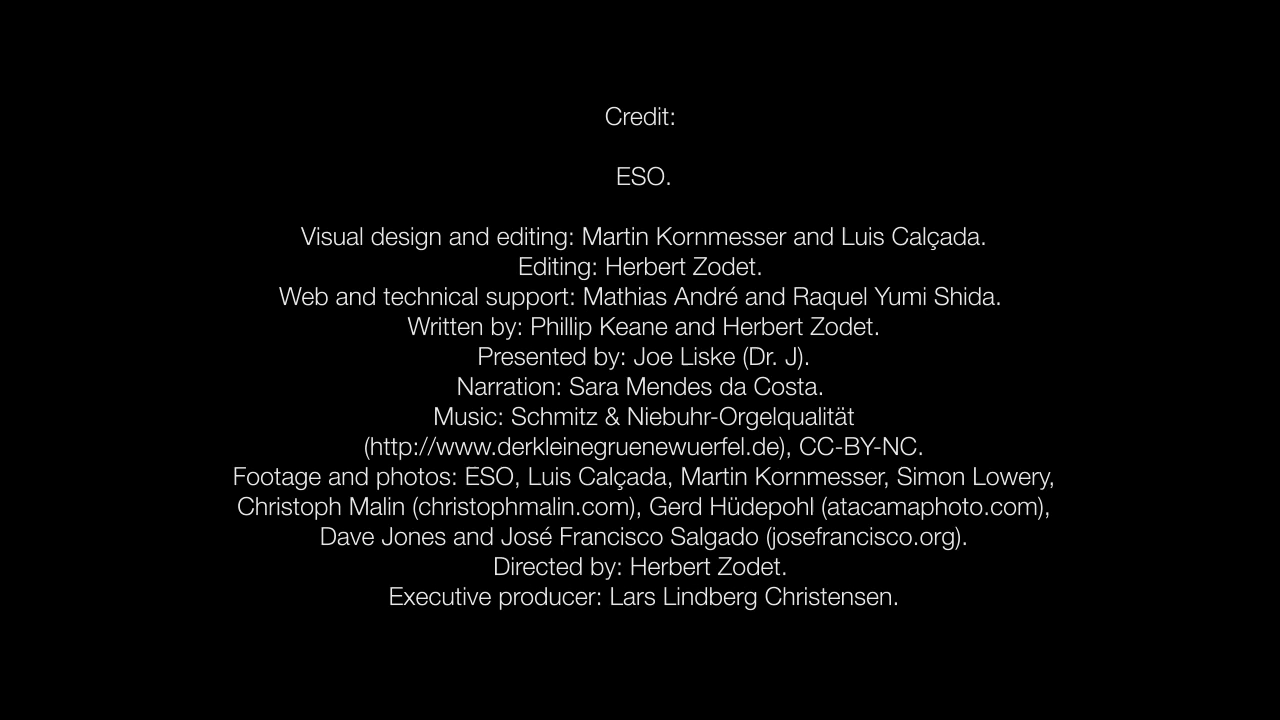 Credit:
ESO.
Visual design and editing: Martin Kornmesser and Luis Calçada.
Editing: Herbert Zodet.
Web and technical support: Mathias André and Raquel Yumi Shida.
Written by: Phillip Keane and Herbert Zodet.
Presented by: Joe Liske (Dr. J).
Narration: Sara Mendes da Costa.
Music: Schmitz & Niebuhr-Orgelqualität
(http://www.derkleinegruenewuerfel.de), CC-BY-NC.
Footage and photos: ESO, Luis Calçada, Martin Kornmesser, Simon Lowery,
Christoph Malin (christophmalin.com), Gerd Hüdepohl (atacamaphoto.com),
Dave Jones and José Francisco Salgado (josefrancisco.org).
Directed by: Herbert Zodet.
Executive producer: Lars Lindberg Christensen.